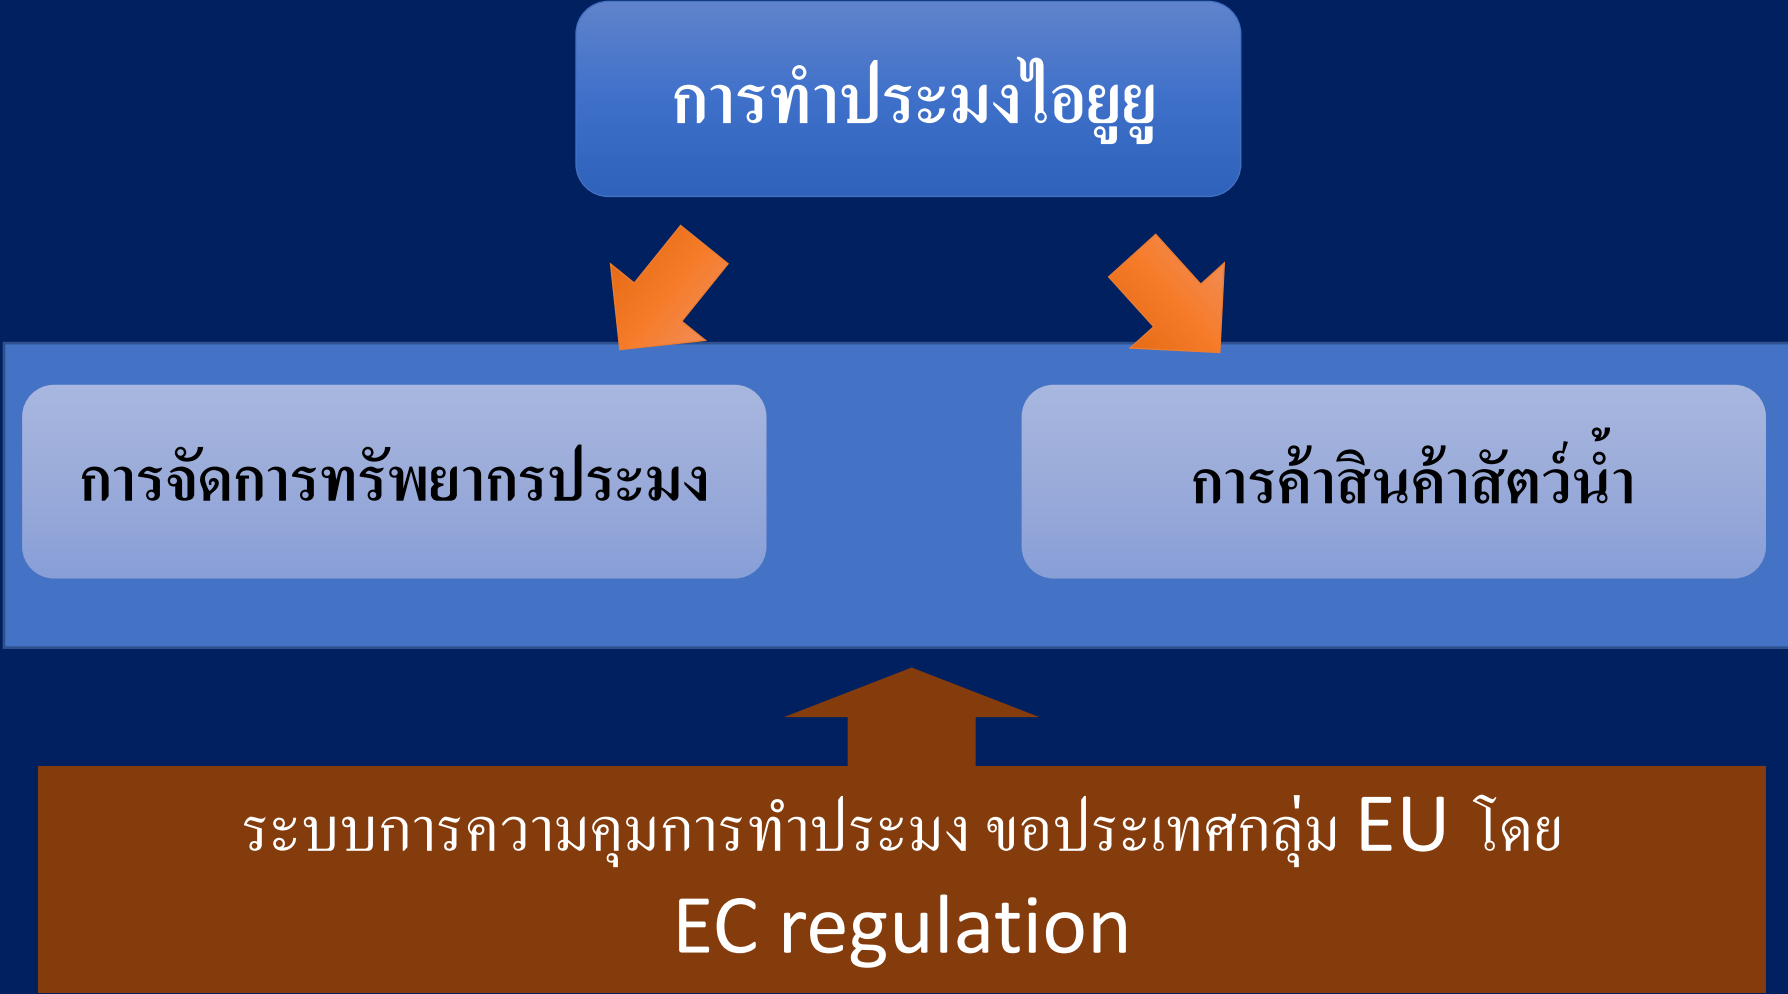 การทำประมงไอยูยู
การจัดการทรัพยากรประมง
การค้าสินค้าสัตว์น้ำ
ระบบการความคุมการทำประมง ขอประเทศกลุ่ม EU โดย
EC regulation